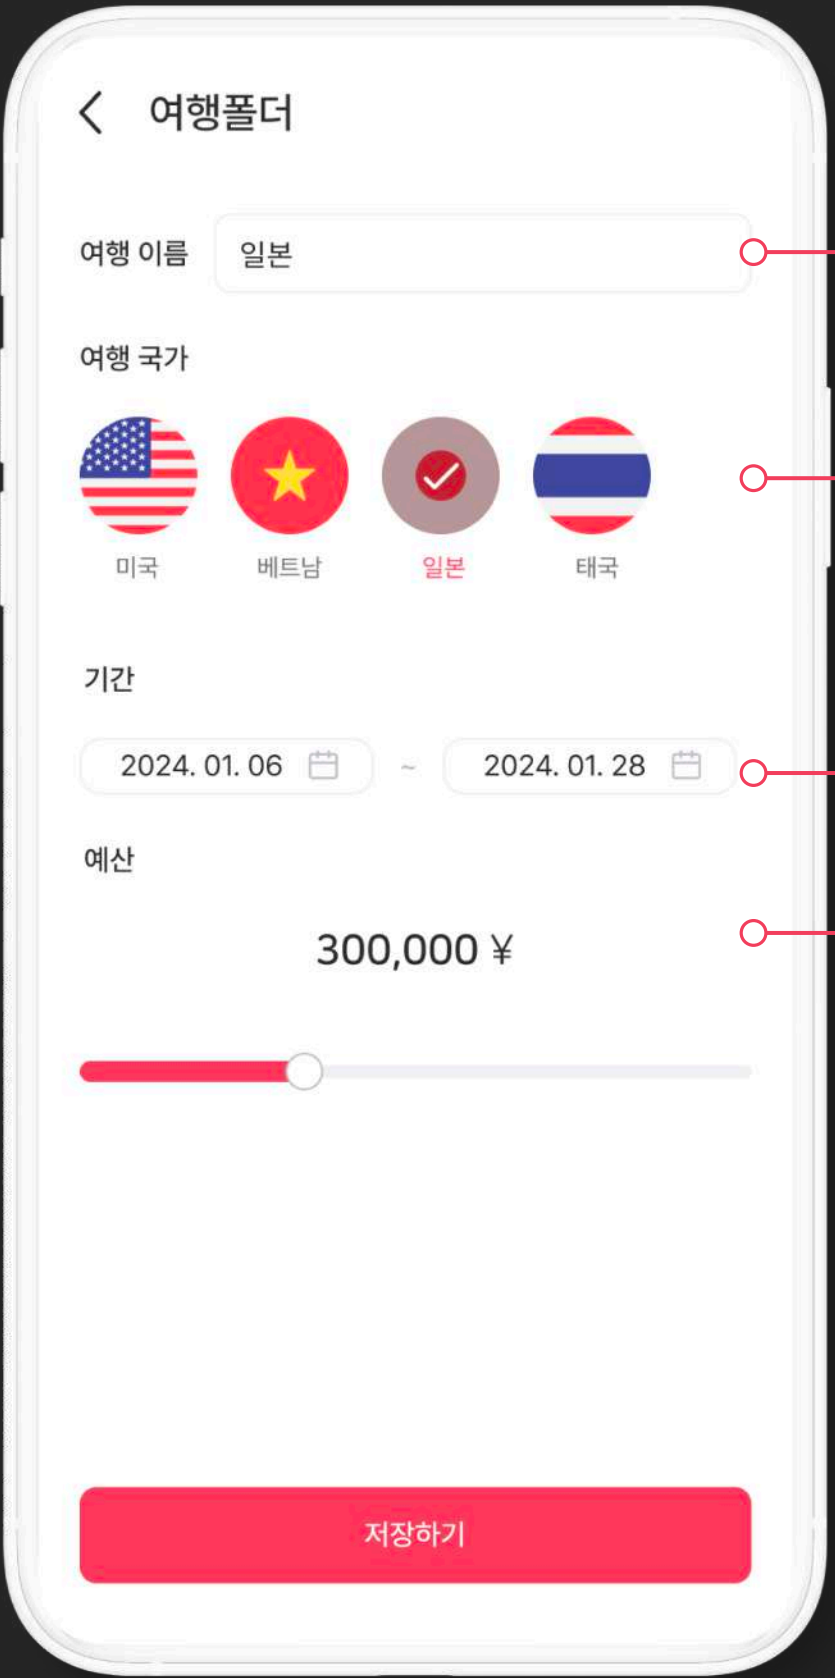 여행폴더
여행 이름 일본
여행 국가
미국 베트남 일본 태국
기간
2024. 01. 06 ~ 2024. 01. 28
예산
300,000 ¥
저장하기